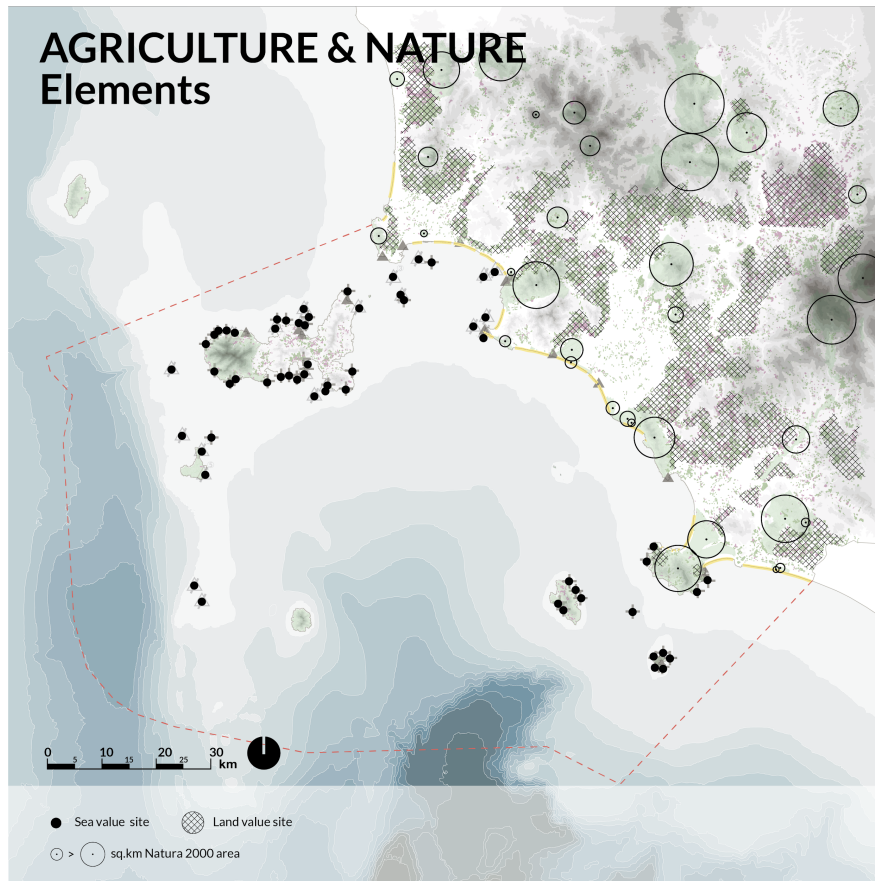 AGRICULTURE & NATURE
Elements
0 5 10 15 20 25 30
km
Sea value site
Land value site
> sq.km Natura 2000 area